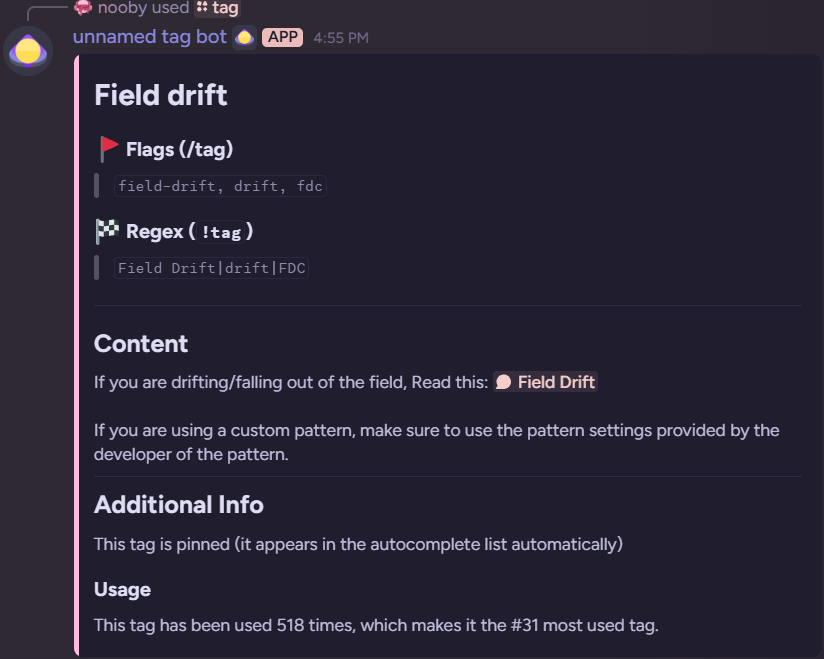 nooby used tag
unnamed tag bot APP 4:55 PM
Field drift
Flags (/tag)
field-drift, drift, fdc
Regex ( !tag )
Field Drift|drift|FDC
Content
If you are drifting/falling out of the field, Read this: Field Drift
If you are using a custom pattern, make sure to use the pattern settings provided by the
developer of the pattern.
Additional Info
This tag is pinned (it appears in the autocomplete list automatically)
Usage
This tag has been used 518 times, which makes it the #31 most used tag.